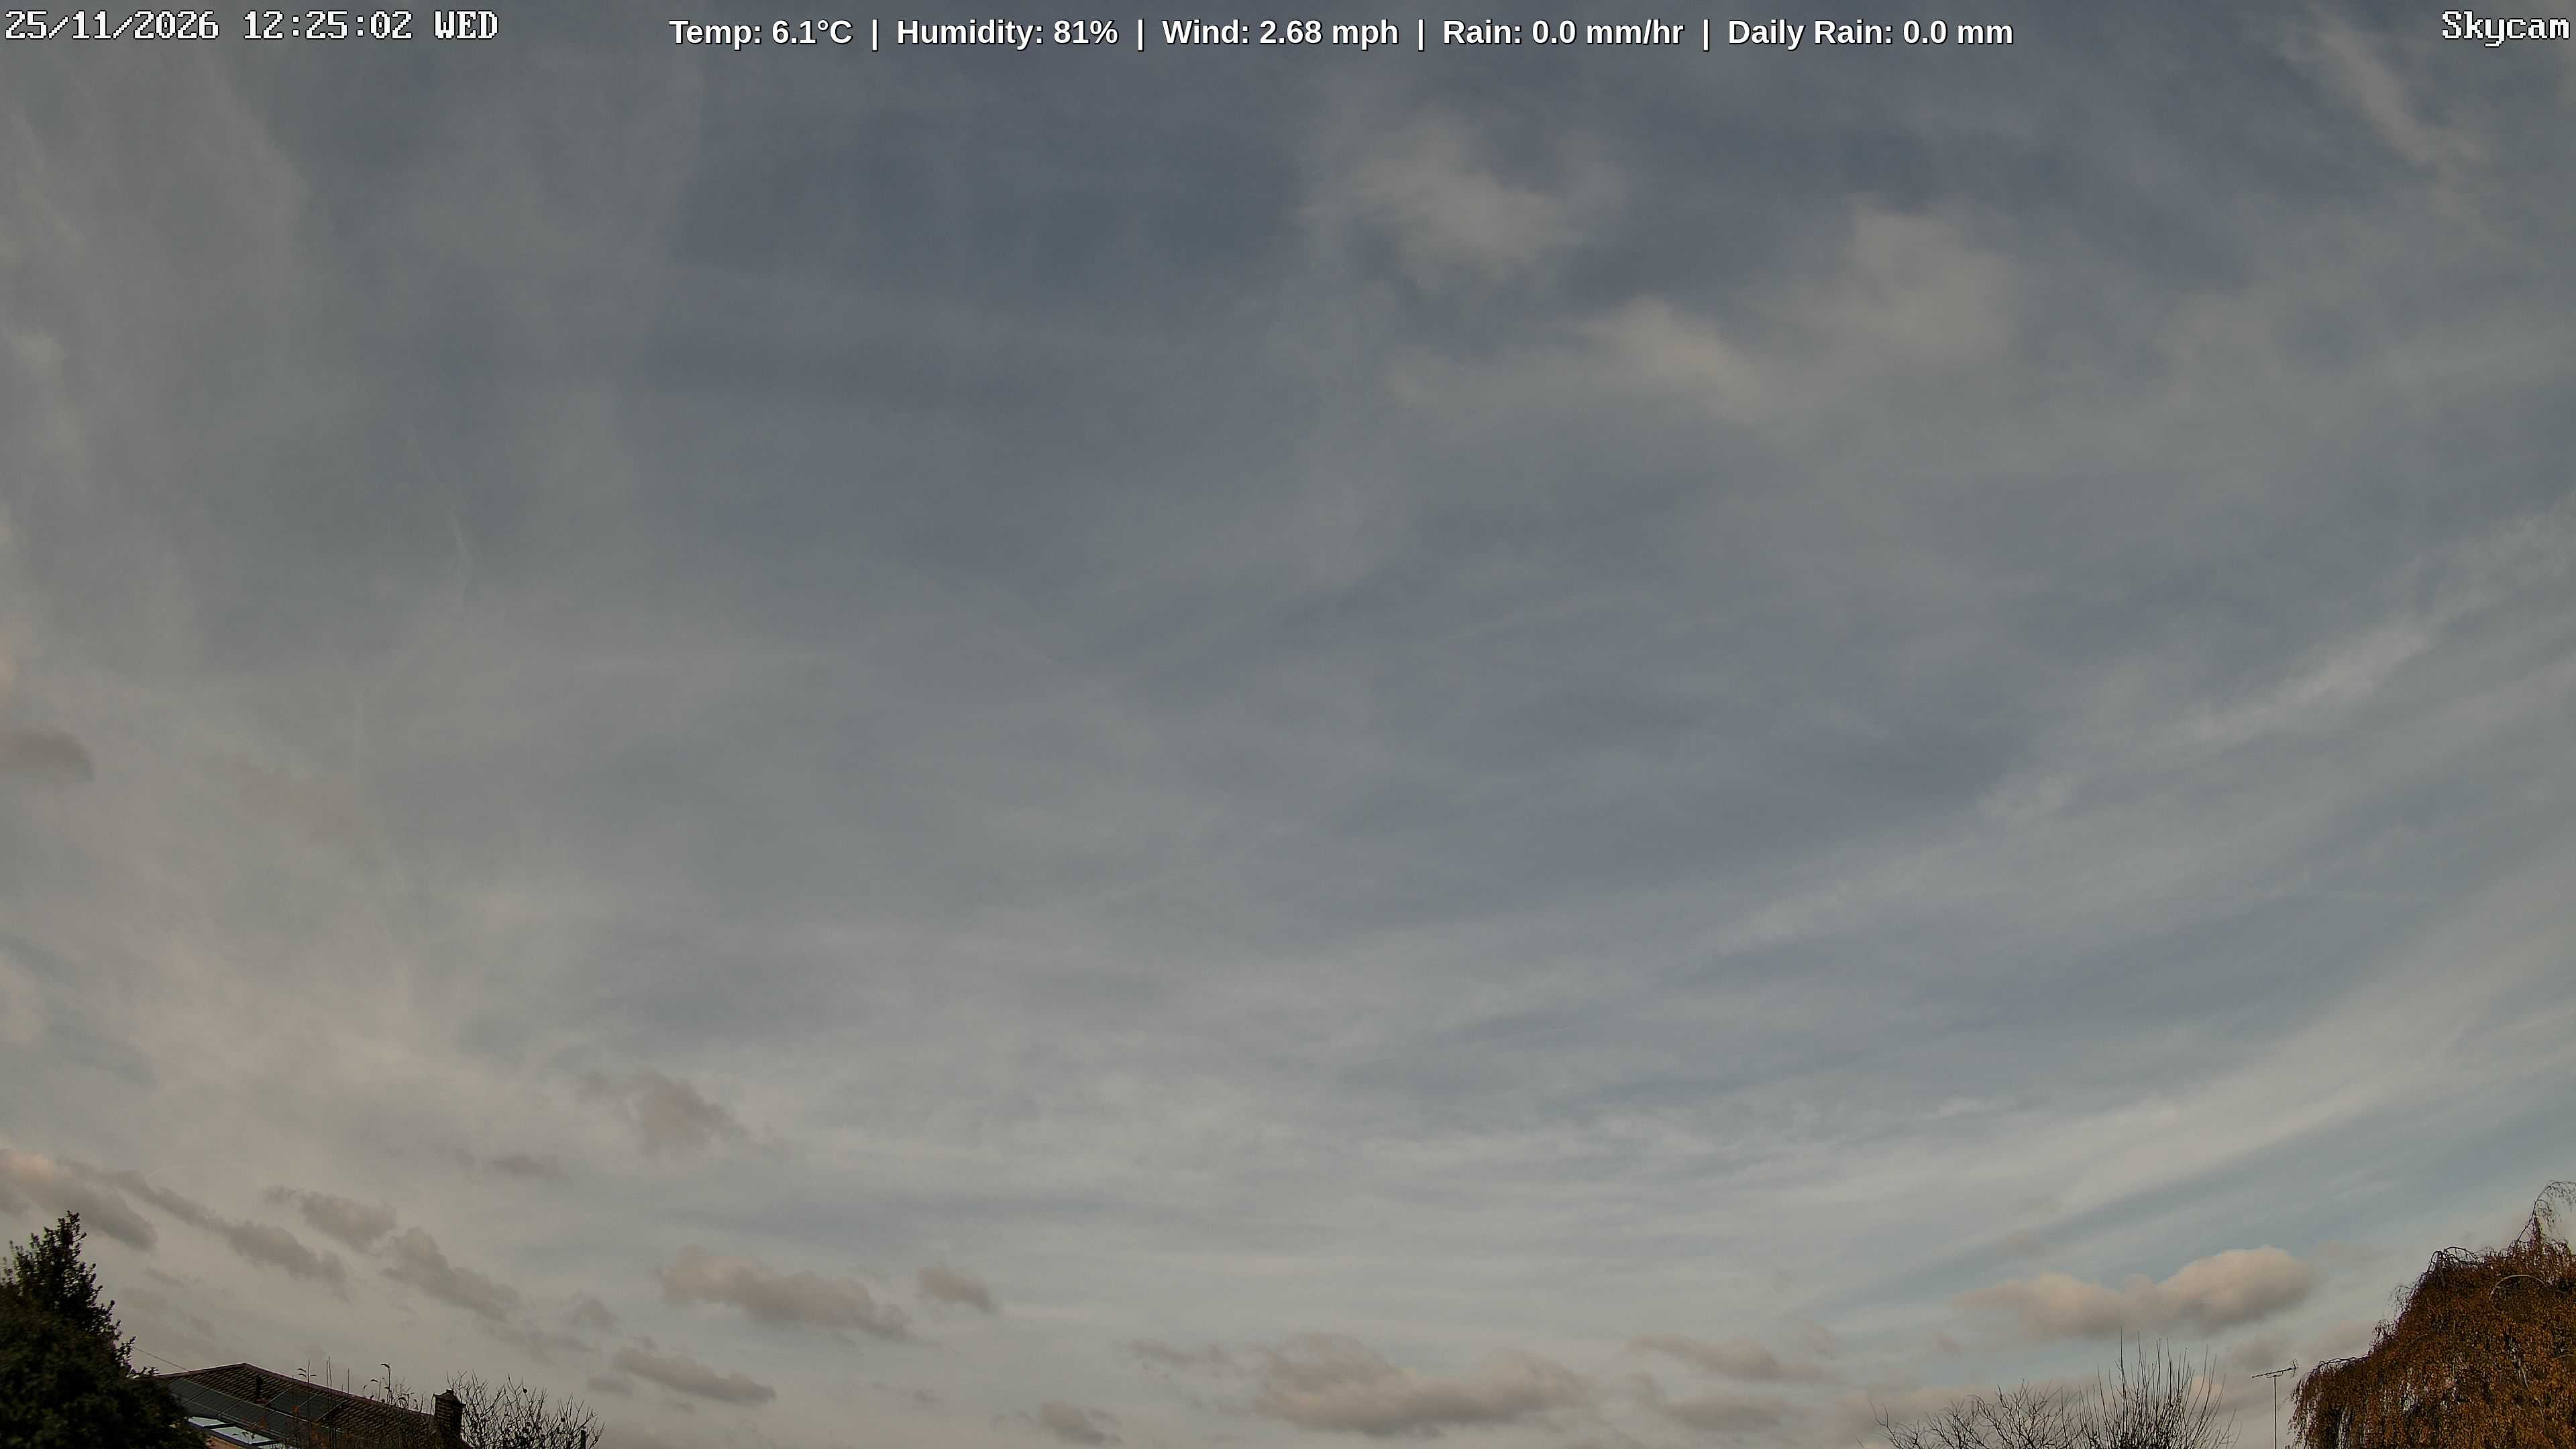 25/11/2026 12:25:02 WED
Temp: 6.1°C | Humidity: 81% | Wind: 2.68 mph | Rain: 0.0 mm/hr | Daily Rain: 0.0 mm
Skycam